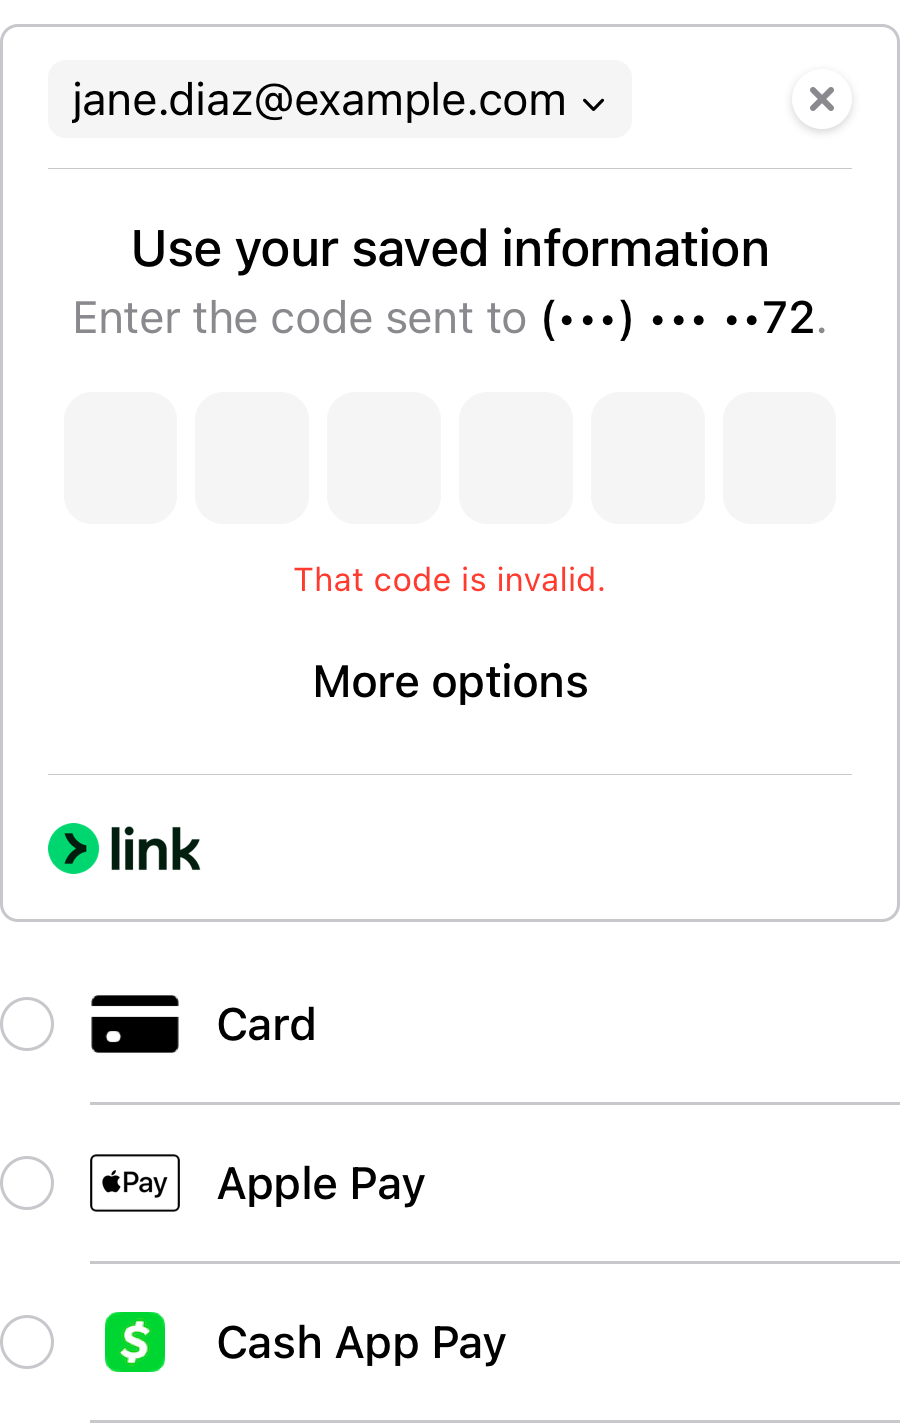 jane.diaz@example.com
Use your saved information
Enter the code sent to (•••) ••• ••72.
That code is invalid.
More options
link
Card
Pay Apple Pay
$ Cash App Pay